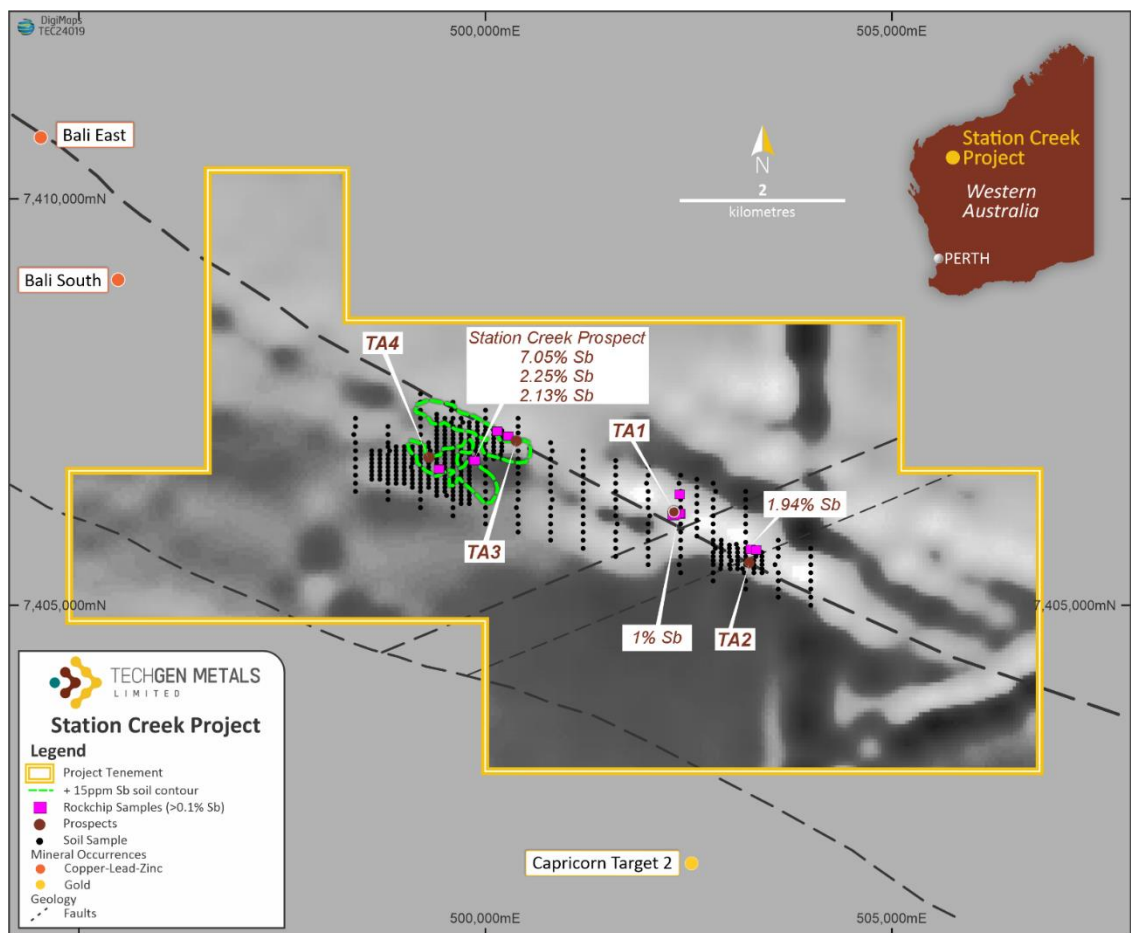 DigiMaps
TEC24019
500,000mE
505,000mE
Bali East
Station Creek
Project
Western
Australia
PERTH
N
2
kilometres
7,410,000mN
Bali South
TA4
Station Creek Prospect
7.05% Sb
2.25% Sb
2.13% Sb
TA1
1.94% Sb
TA3
1% Sb
TA2
7,405,000mN
7,405,000mN
TECHGEN METALS
LIMITED
Station Creek Project
Legend
Project Tenement
+ 15ppm Sb soil contour
Rockchip Samples (>0.1% Sb)
Prospects
Soil Sample
Mineral Occurrences
Copper-Lead-Zinc
Gold
Geology
Faults
Capricorn Target 2
500,000mE
505,000mE